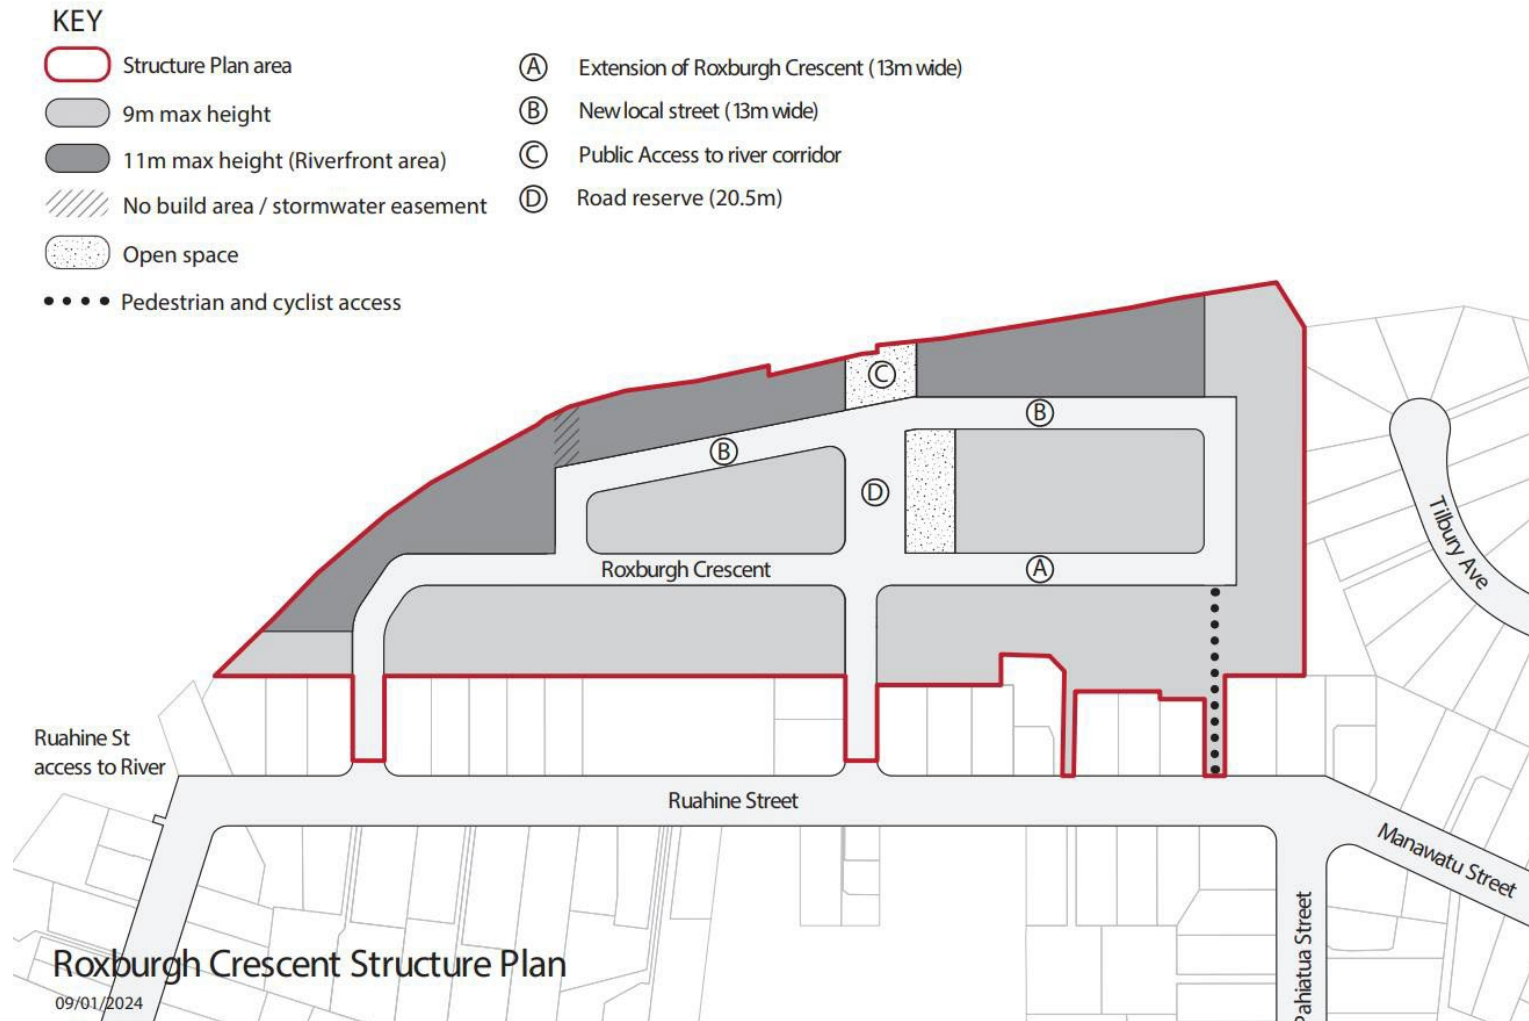 KEY
Structure Plan area
9m max height
11m max height (Riverfront area)
No build area / stormwater easement
Open space
Pedestrian and cyclist access
A Extension of Roxburgh Crescent (13m wide)
B New local street (13m wide)
C Public Access to river corridor
D Road reserve (20.5m)
C
B
B
D
Roxburgh Crescent
A
Tilbury Ave
Ruahine St
access to River
Ruahine Street
Manawatu Street
Pahiatua Street
Roxburgh Crescent Structure Plan
09/01/2024